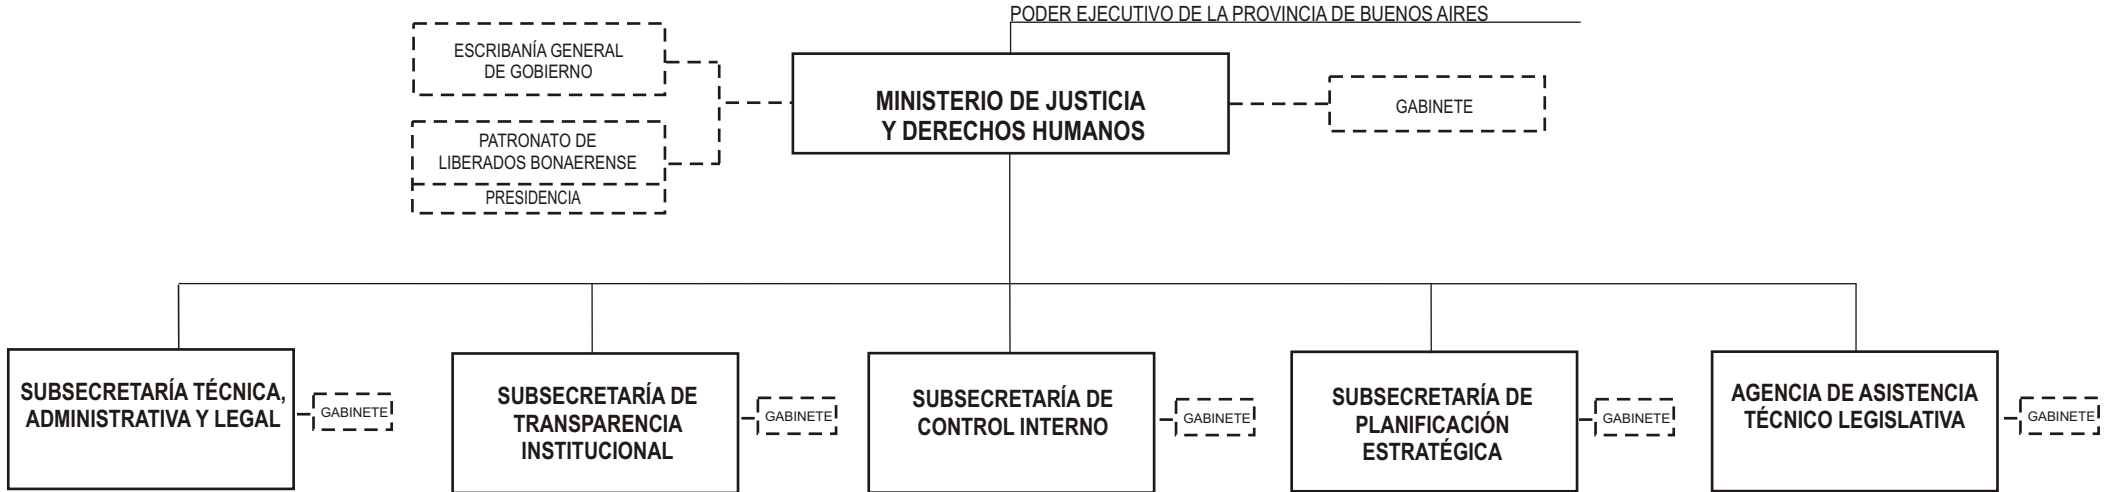 PODER EJECUTIVO DE LA PROVINCIA DE BUENOS AIRES
ESCRIBANÍA GENERAL
DE GOBIERNO
PATRONATO DE
LIBERADOS BONAERENSE
PRESIDENCIA
MINISTERIO DE JUSTICIA
Y DERECHOS HUMANOS
GABINETE
SUBSECRETARÍA TÉCNICA,
ADMINISTRATIVA Y LEGAL
GABINETE
SUBSECRETARÍA DE
TRANSPARENCIA
INSTITUCIONAL
GABINETE
SUBSECRETARÍA DE
CONTROL INTERNO
GABINETE
SUBSECRETARÍA DE
PLANIFICACIÓN
ESTRATÉGICA
GABINETE
AGENCIA DE ASISTENCIA
TÉCNICO LEGISLATIVA
GABINETE